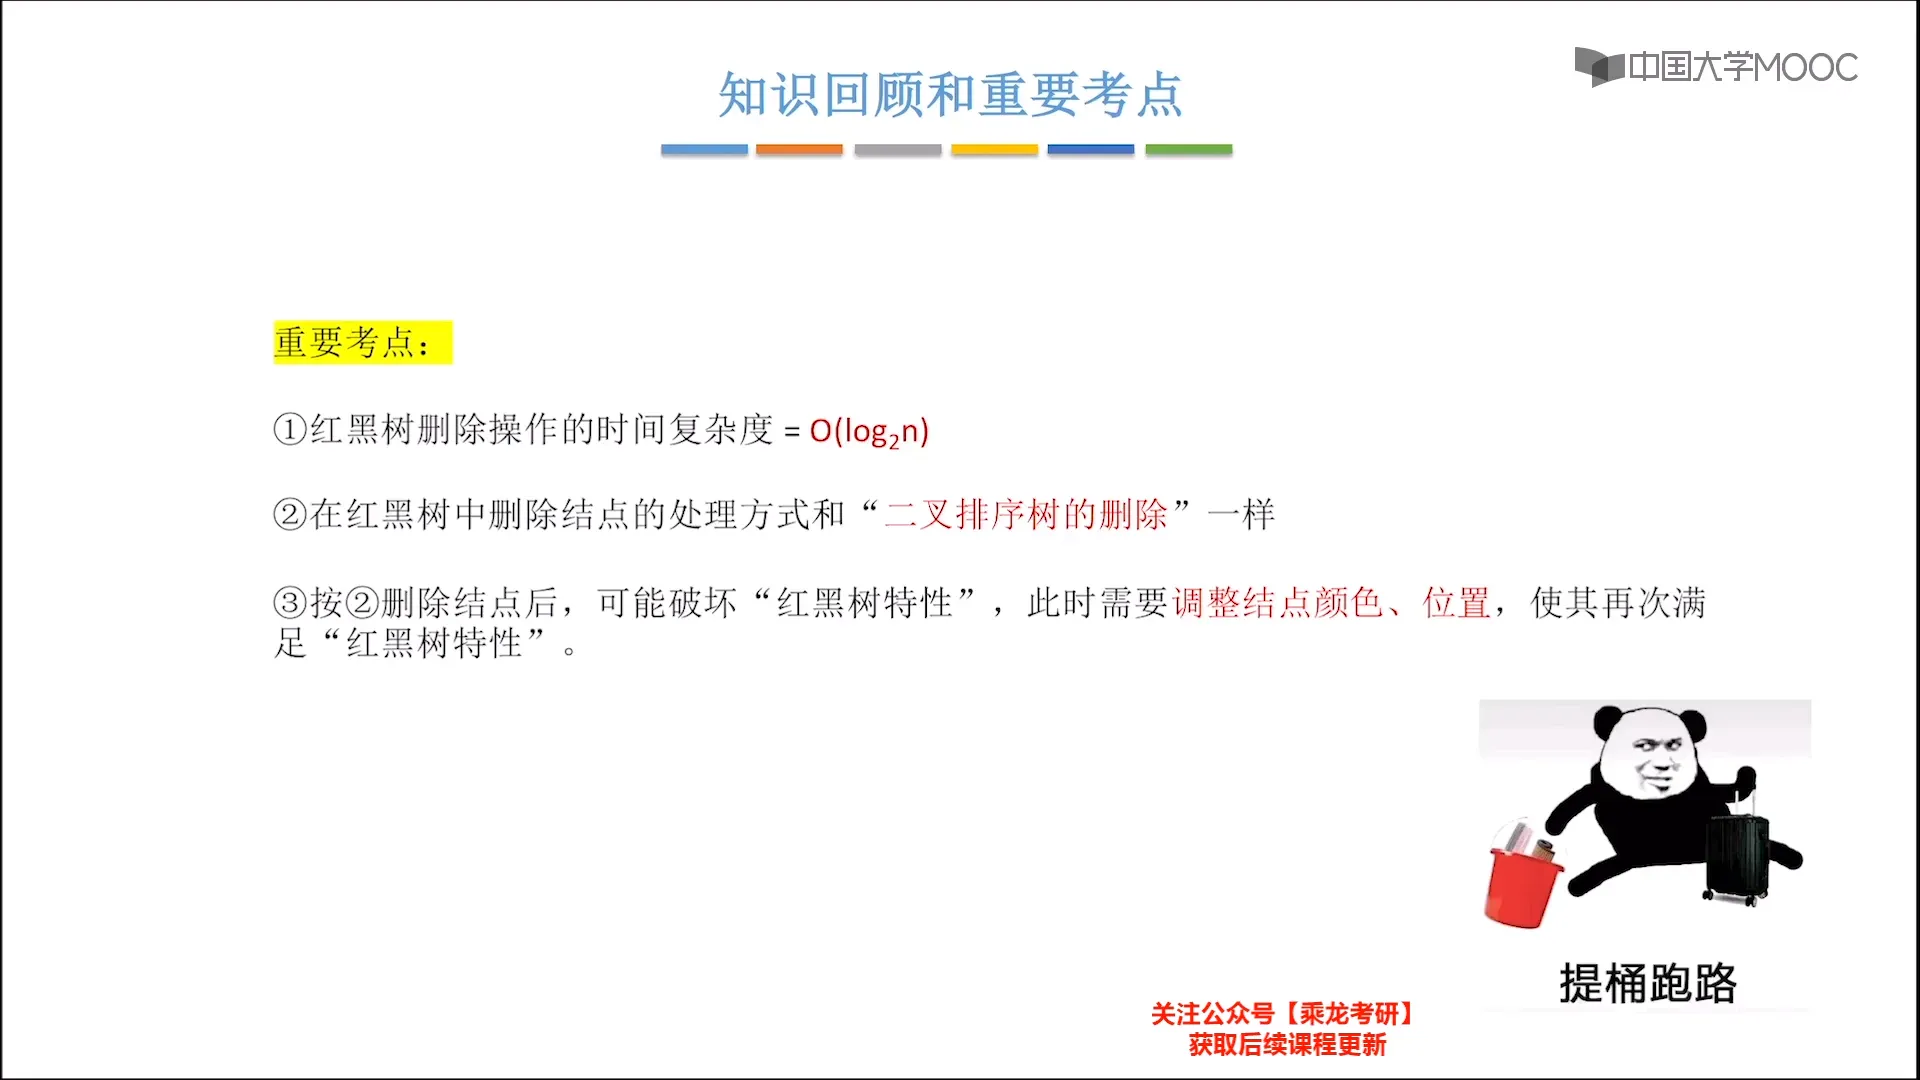 中国大学MOOC
知识回顾和重要考点
重要考点：
①红黑树删除操作的时间复杂度 = O(log₂n)
②在红黑树中删除结点的处理方式和“二叉排序树的删除”一样
③按②删除结点后，可能破坏“红黑树特性”，此时需要调整结点颜色、位置，使其再次满
足“红黑树特性”。
提桶跑路
关注公众号【乘龙考研】
获取后续课程更新